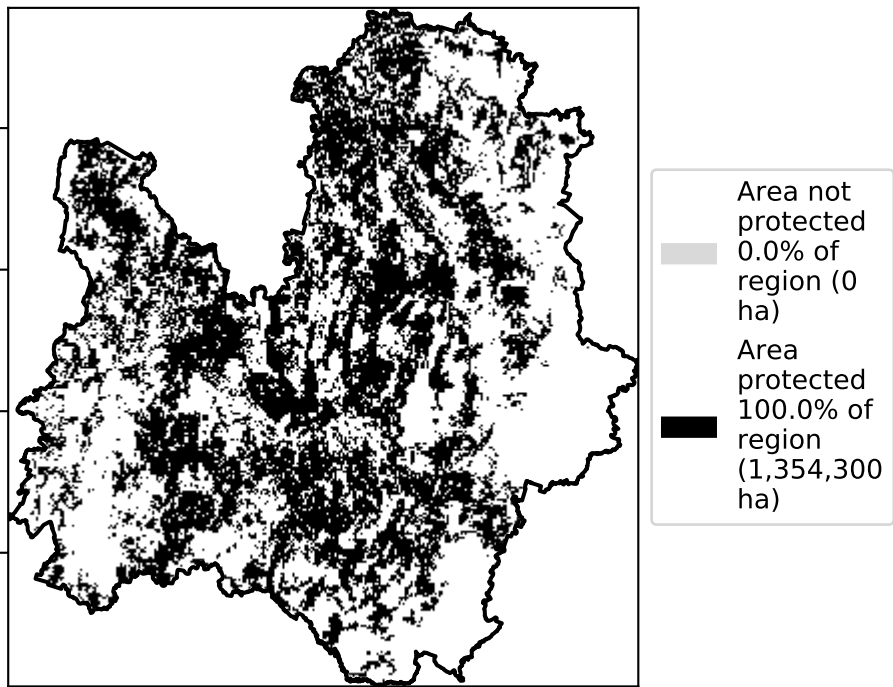 Area not
protected
0.0% of
region (0
ha)
Area
protected
100.0% of
region
(1,354,300
ha)